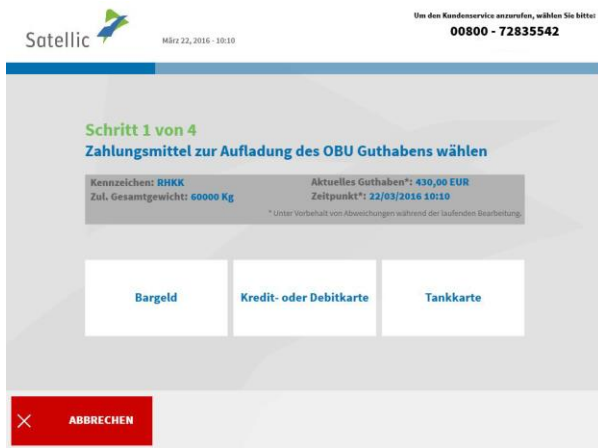 Um den Kundenservice anzurufen, wählen Sie bitte:
Satellic
März 22, 2016 - 10:10
00800 - 72835542
Schritt 1 von 4
Zahlungsmittel zur Aufladung des OBU Guthabens wählen
Kennzeichen: RHKK
Aktuelles Guthaben*: 430,00 EUR
Zul. Gesamtgewicht: 60000 Kg
Zeitpunkt*: 22/03/2016 10:10
* Unter Vorbehalt von Abweichungen während der laufenden Bearbeitung.
Bargeld
Kredit- oder Debitkarte
Tankkarte
ABBRECHEN